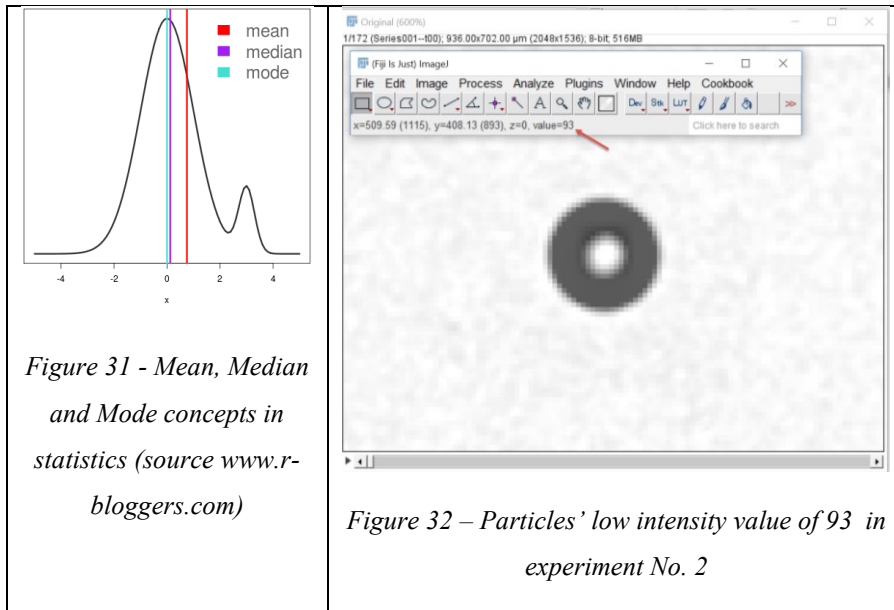 mean
median
mode
-4 -2 0 2 4
x
Figure 31 - Mean, Median
and Mode concepts in
statistics (source www.r-
bloggers.com)
Original (600%)
1/172 (Series001--t00); 936.00x702.00 µm (2048x1536); 8-bit; 516MB
(Fiji Is Just) ImageJ
File Edit Image Process Analyze Plugins Window Help Cookbook
A Dev Stk LUT >>
x=509.59 (1115), y=408.13 (893), z=0, value=93
Click here to search
Figure 32 – Particles’ low intensity value of 93 in
experiment No. 2